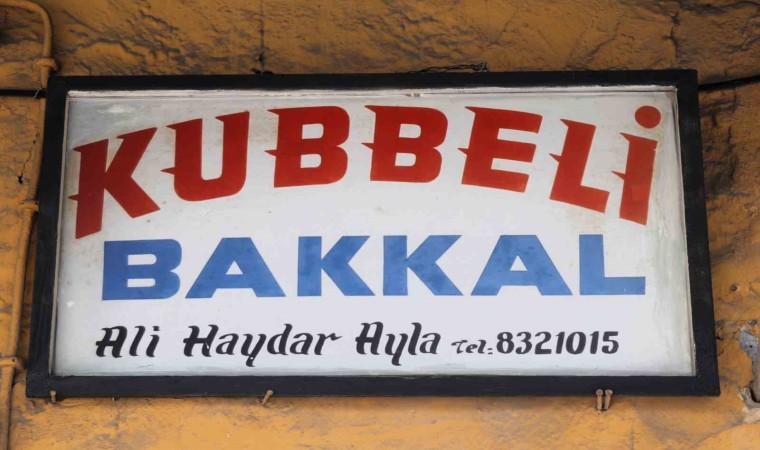 KUBBELİ
BAKKAL
Ali Haydar Ayla Tel: 8321015